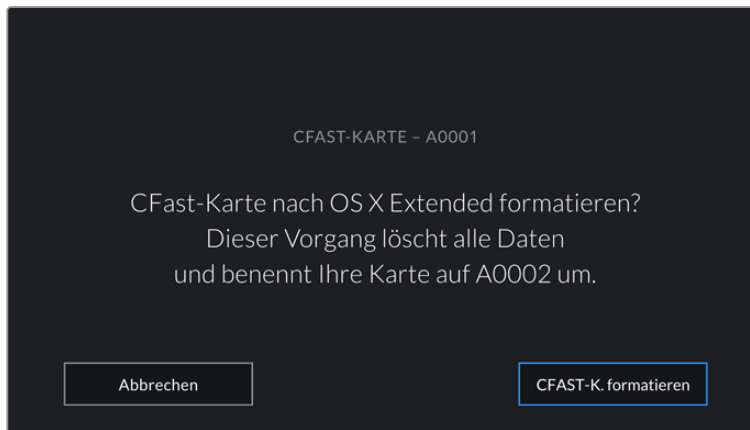 CFAST-KARTE – A0001
CFast-Karte nach OS X Extended formatieren?
Dieser Vorgang löscht alle Daten
und benennt Ihre Karte auf A0002 um.
Abbrechen
CFAST-K. formatieren